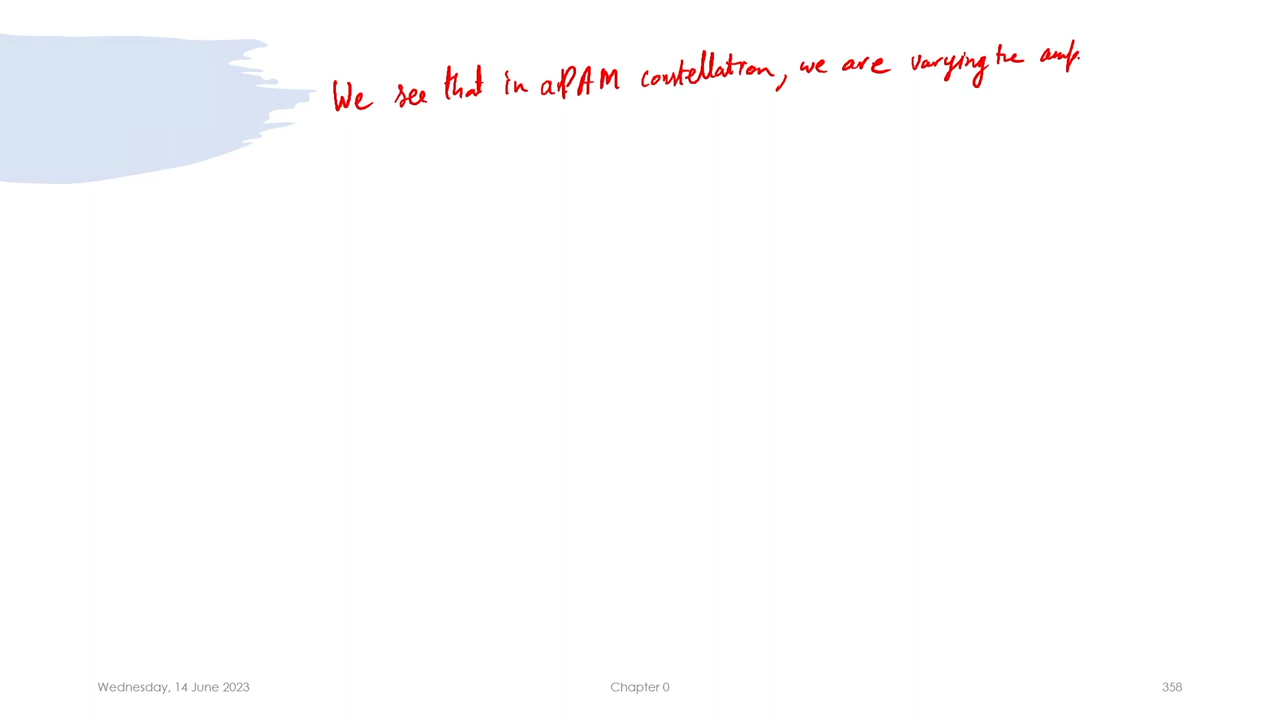 We see that in a PAM constellation, we are varying the amp.
Wednesday, 14 June 2023
Chapter 0
358